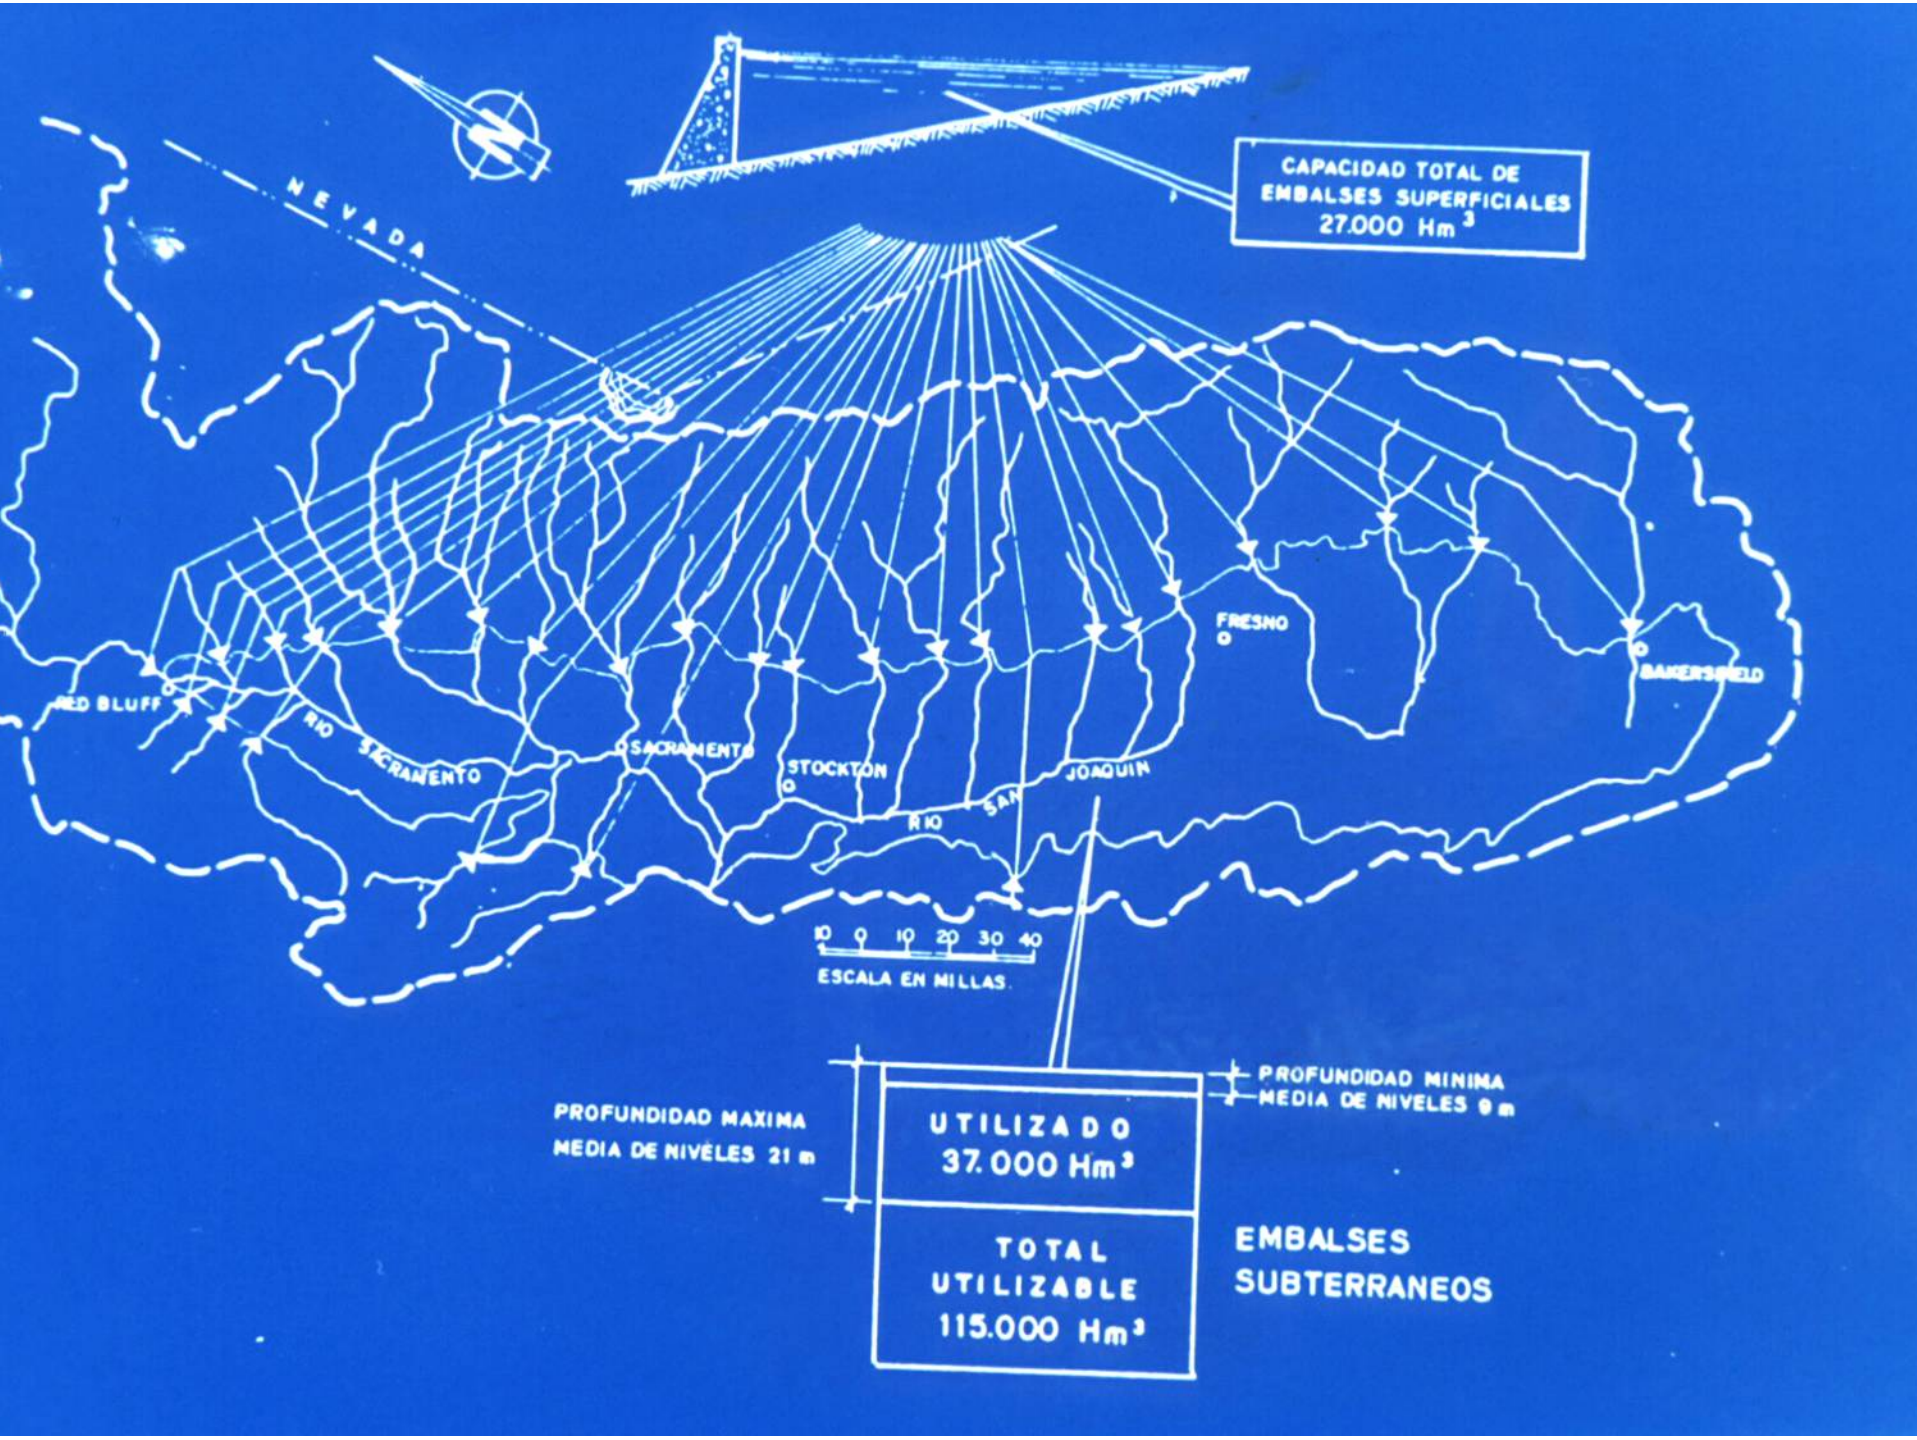 N
NEVADA
CAPACIDAD TOTAL DE
EMBALSES SUPERFICIALES
27.000 Hm³
FRESNO
BAKERSFIELD
RED BLUFF
RIO SACRAMENTO
SACRAMENTO
STOCKTON
RIO SAN JOAQUIN
10 0 10 20 30 40
ESCALA EN MILLAS.
PROFUNDIDAD MAXIMA
MEDIA DE NIVELES 21 m
PROFUNDIDAD MINIMA
MEDIA DE NIVELES 9 m
UTILIZADO
37.000 Hm³
TOTAL
UTILIZABLE
115.000 Hm³
EMBALSES
SUBTERRANEOS